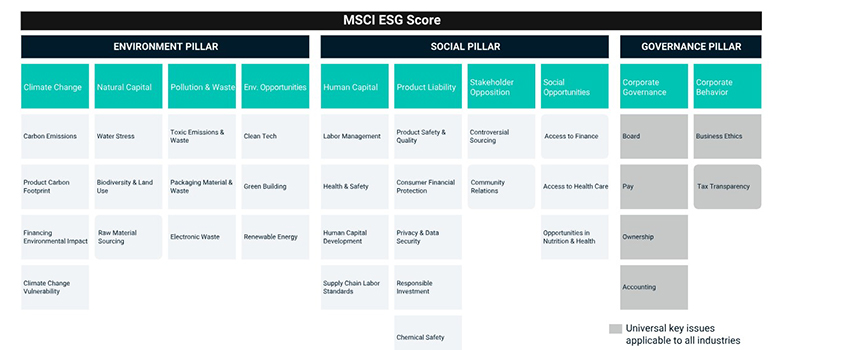 MSCI ESG Score
ENVIRONMENT PILLAR
SOCIAL PILLAR
GOVERNANCE PILLAR
Climate Change
Natural Capital
Pollution & Waste
Env. Opportunities
Human Capital
Product Liability
Stakeholder
Opposition
Social
Opportunities
Corporate
Governance
Corporate
Behavior
Carbon Emissions
Water Stress
Toxic Emissions &
Waste
Clean Tech
Labor Management
Product Safety &
Quality
Controversial
Sourcing
Access to Finance
Board
Business Ethics
Product Carbon
Footprint
Biodiversity & Land
Use
Packaging Material &
Waste
Green Building
Health & Safety
Consumer Financial
Protection
Community
Relations
Access to Health Care
Pay
Tax Transparency
Financing
Environmental Impact
Raw Material
Sourcing
Electronic Waste
Renewable Energy
Human Capital
Development
Privacy & Data
Security
Opportunities in
Nutrition & Health
Ownership
Climate Change
Vulnerability
Supply Chain Labor
Standards
Responsible
Investment
Accounting
Chemical Safety
Universal key issues
applicable to all industries